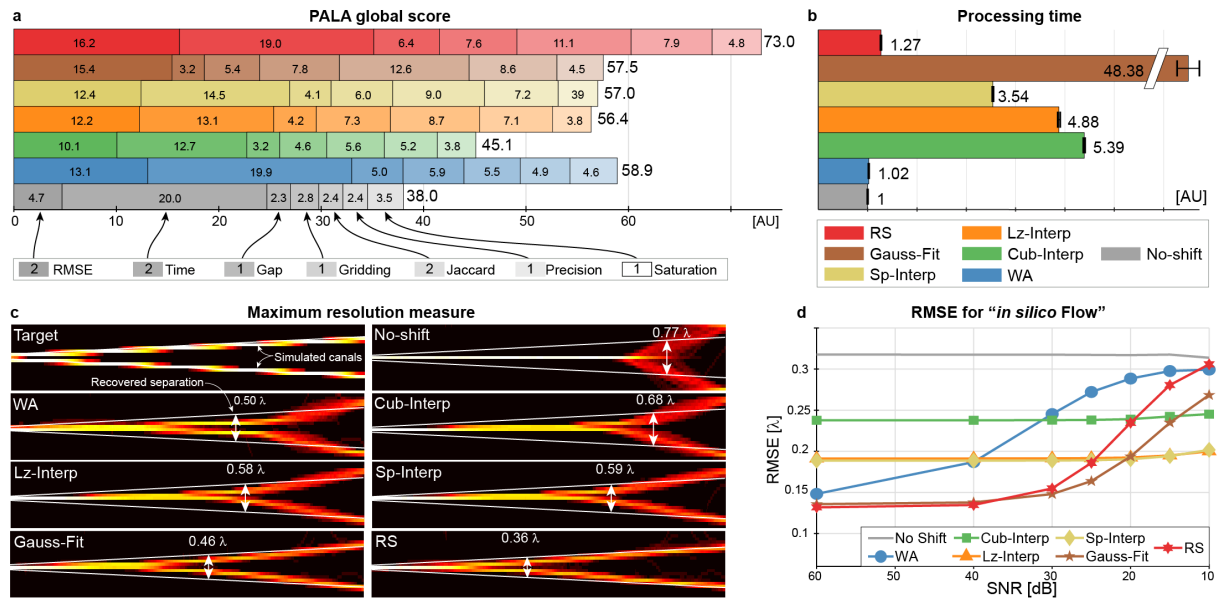 a PALA global score
16.2 19.0 6.4 7.6 11.1 7.9 4.8 73.0
15.4 3.2 5.4 7.8 12.6 8.6 4.5 57.5
12.4 14.5 4.1 6.0 9.0 7.2 39 57.0
12.2 13.1 4.2 7.3 8.7 7.1 3.8 56.4
10.1 12.7 3.2 4.6 5.6 5.2 3.8 45.1
13.1 19.9 5.0 5.9 5.5 4.9 4.6 58.9
4.7 20.0 2.3 2.8 2.4 2.4 3.5 38.0
0 10 20 30 40 50 60 [AU]
2 RMSE 2 Time 1 Gap 1 Gridding 2 Jaccard 1 Precision 1 Saturation
b Processing time
1.27
48.38
3.54
4.88
5.39
1.02
1
[AU]
RS Lz-Interp
Gauss-Fit Cub-Interp No-shift
Sp-Interp WA
c Maximum resolution measure
Target
Simulated canals
No-shift
0.77 λ
Recovered separation
WA
0.50 λ
Cub-Interp
0.68 λ
Lz-Interp
0.58 λ
Sp-Interp
0.59 λ
Gauss-Fit
0.46 λ
RS
0.36 λ
d RMSE for “in silico Flow”
RMSE [λ]
0.3
0.25
0.2
0.15
0.1
No Shift Cub-Interp Sp-Interp
WA Lz-Interp Gauss-Fit RS
60 50 40 30 20 10
SNR [dB]